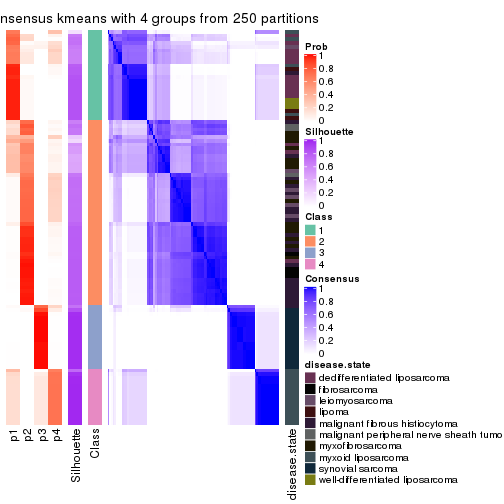 nsensus kmeans with 4 groups from 250 partitions
Prob
1
0.8
0.6
0.4
0.2
0
Silhouette
1
0.8
0.6
0.4
0.2
0
Class
1
2
3
4
Consensus
1
0.8
0.6
0.4
0.2
0
disease.state
dedifferentiated liposarcoma
fibrosarcoma
leiomyosarcoma
lipoma
malignant fibrous histiocytoma
malignant peripheral nerve sheath tumo
myxofibrosarcoma
myxoid liposarcoma
synovial sarcoma
well-differentiated liposarcoma
p1
p2
p3
p4
Silhouette
Class
disease.state